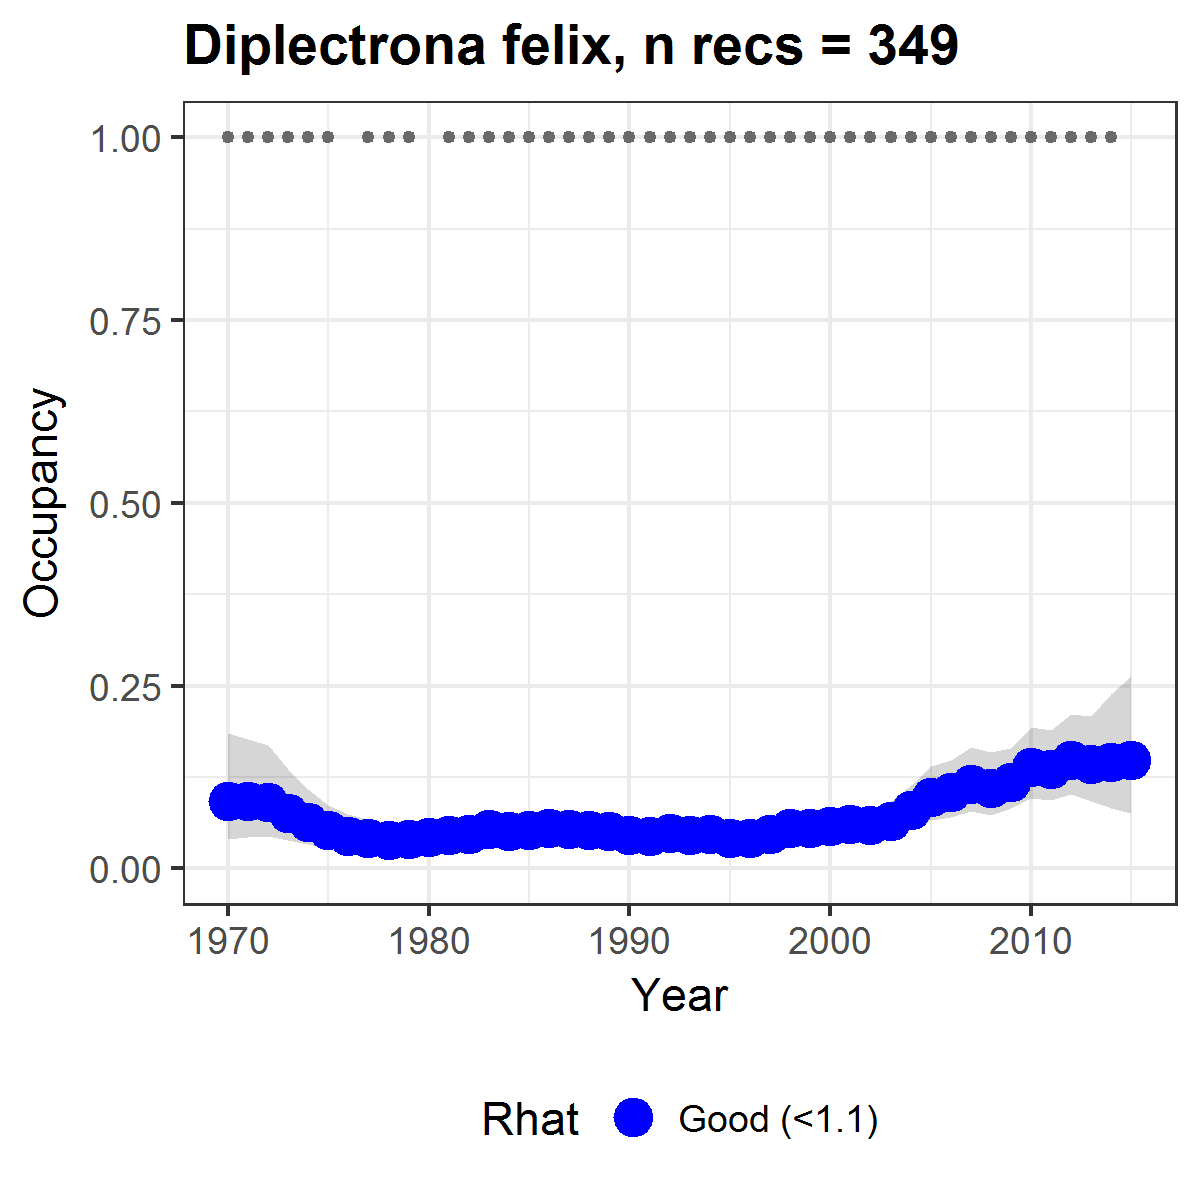 Diplectrona felix, n recs = 349
1.00
0.75
0.50
0.25
0.00
Occupancy
1970 1980 1990 2000 2010
Year
Rhat Good (<1.1)